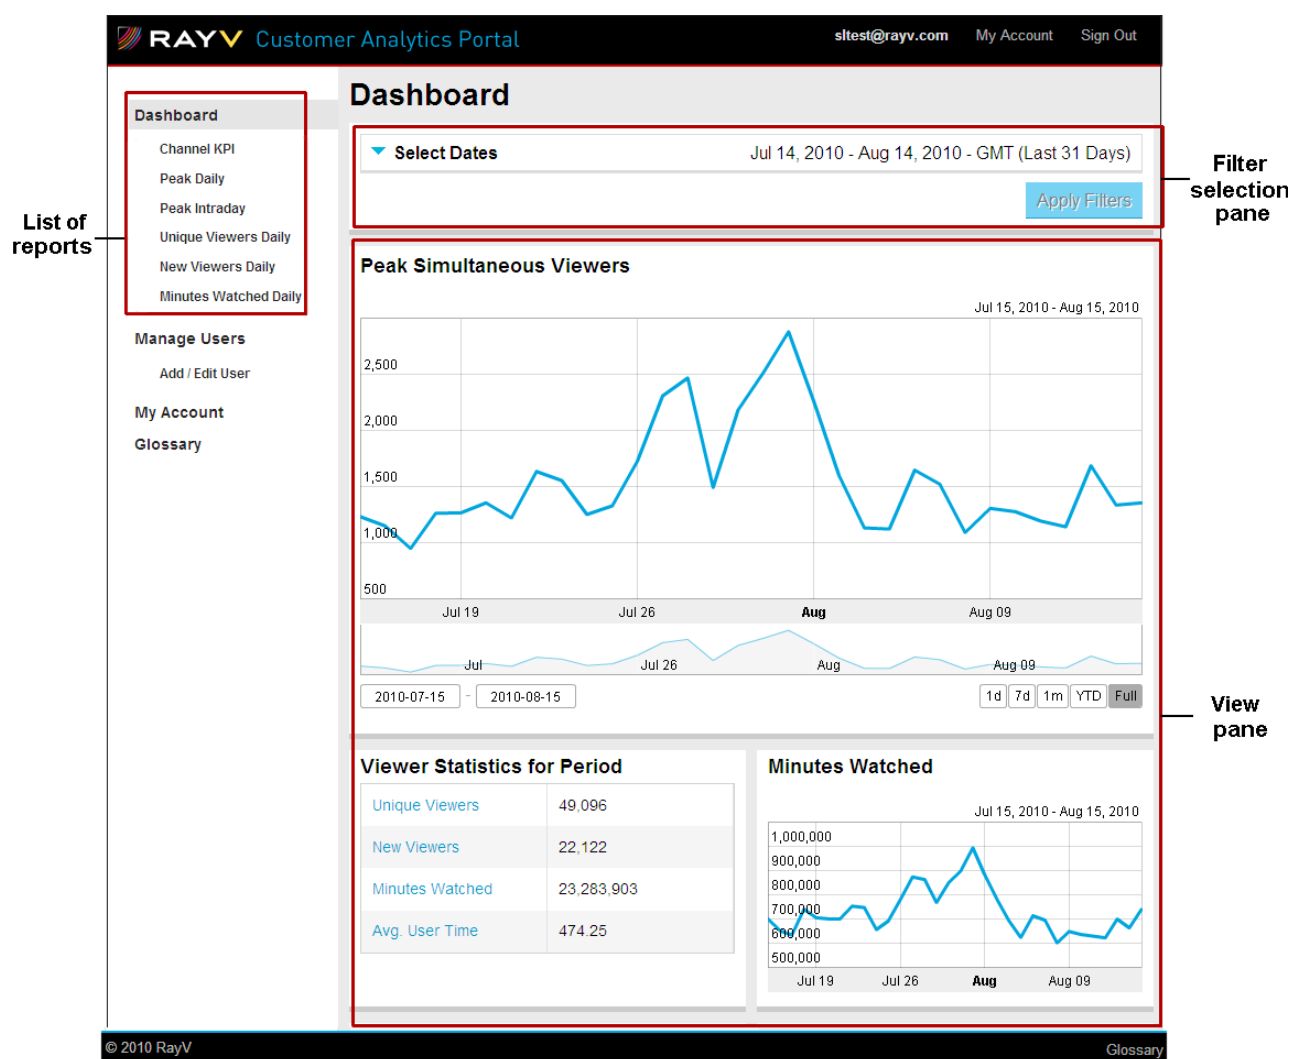 RAYV Customer Analytics Portal
sltest@rayv.com My Account Sign Out
Dashboard
Channel KPI
Peak Daily
Peak Intraday
Unique Viewers Daily
New Viewers Daily
Minutes Watched Daily
Manage Users
Add / Edit User
My Account
Glossary
List of
reports
Dashboard
Select Dates Jul 14, 2010 - Aug 14, 2010 - GMT (Last 31 Days)
Apply Filters
Filter
selection
pane
Peak Simultaneous Viewers
Jul 15, 2010 - Aug 15, 2010
2,500
2,000
1,500
1,000
500
Jul 19 Jul 26 Aug Aug 09
Jul Jul 26 Aug Aug 09
2010-07-15 - 2010-08-15 1d 7d 1m YTD Full
View
pane
Viewer Statistics for Period
Unique Viewers 49,096
New Viewers 22,122
Minutes Watched 23,283,903
Avg. User Time 474.25
Minutes Watched
Jul 15, 2010 - Aug 15, 2010
1,000,000
900,000
800,000
700,000
600,000
500,000
Jul 19 Jul 26 Aug Aug 09
© 2010 RayV Glossary